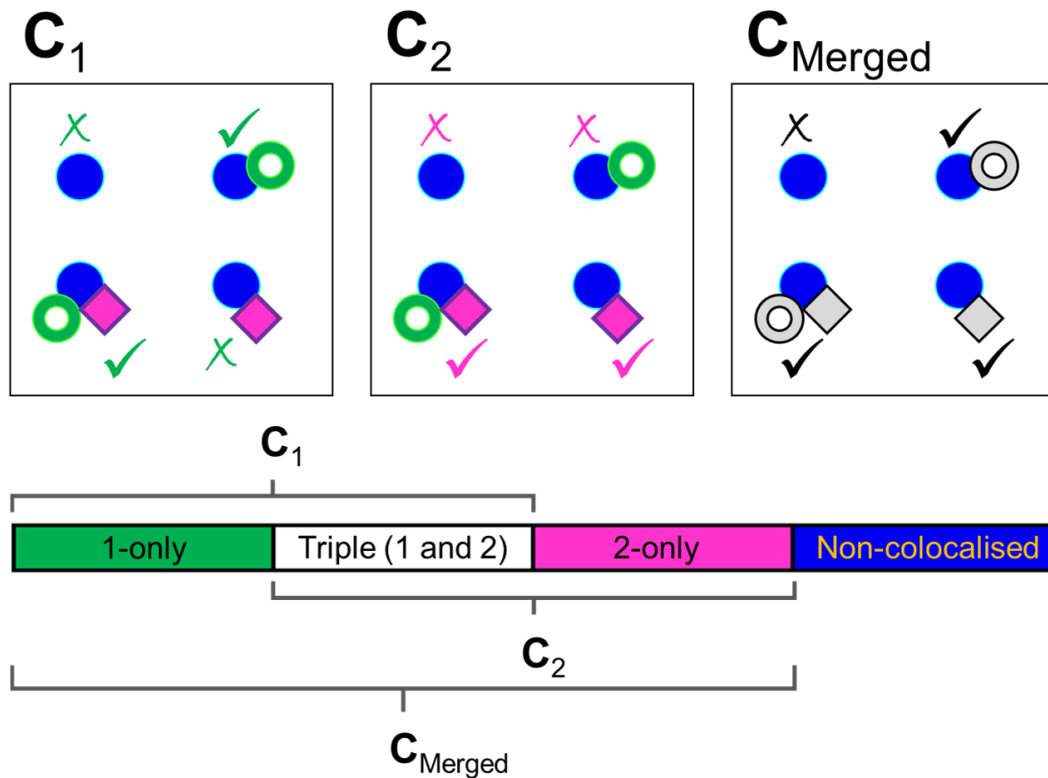 C1
C2
CMerged
C1
1-only
Triple (1 and 2)
2-only
Non-colocalised
C2
CMerged